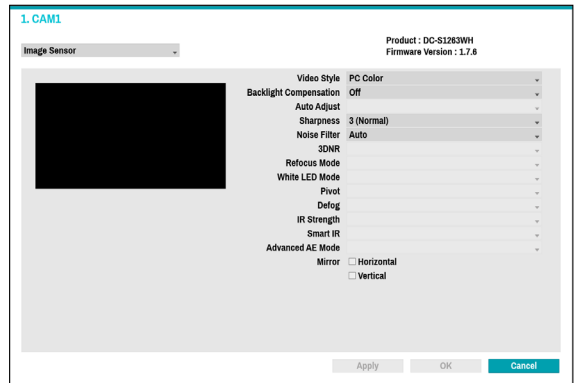 1. CAM1
Product : DC-S1263WH
Image Sensor
Firmware Version : 1.7.6
Video Style PC Color
Backlight Compensation Off
Auto Adjust
Sharpness 3 (Normal)
Noise Filter Auto
3DNR
Refocus Mode
White LED Mode
Pivot
Defog
IR Strength
Smart IR
Advanced AE Mode
Mirror Horizontal
Vertical
Apply OK Cancel